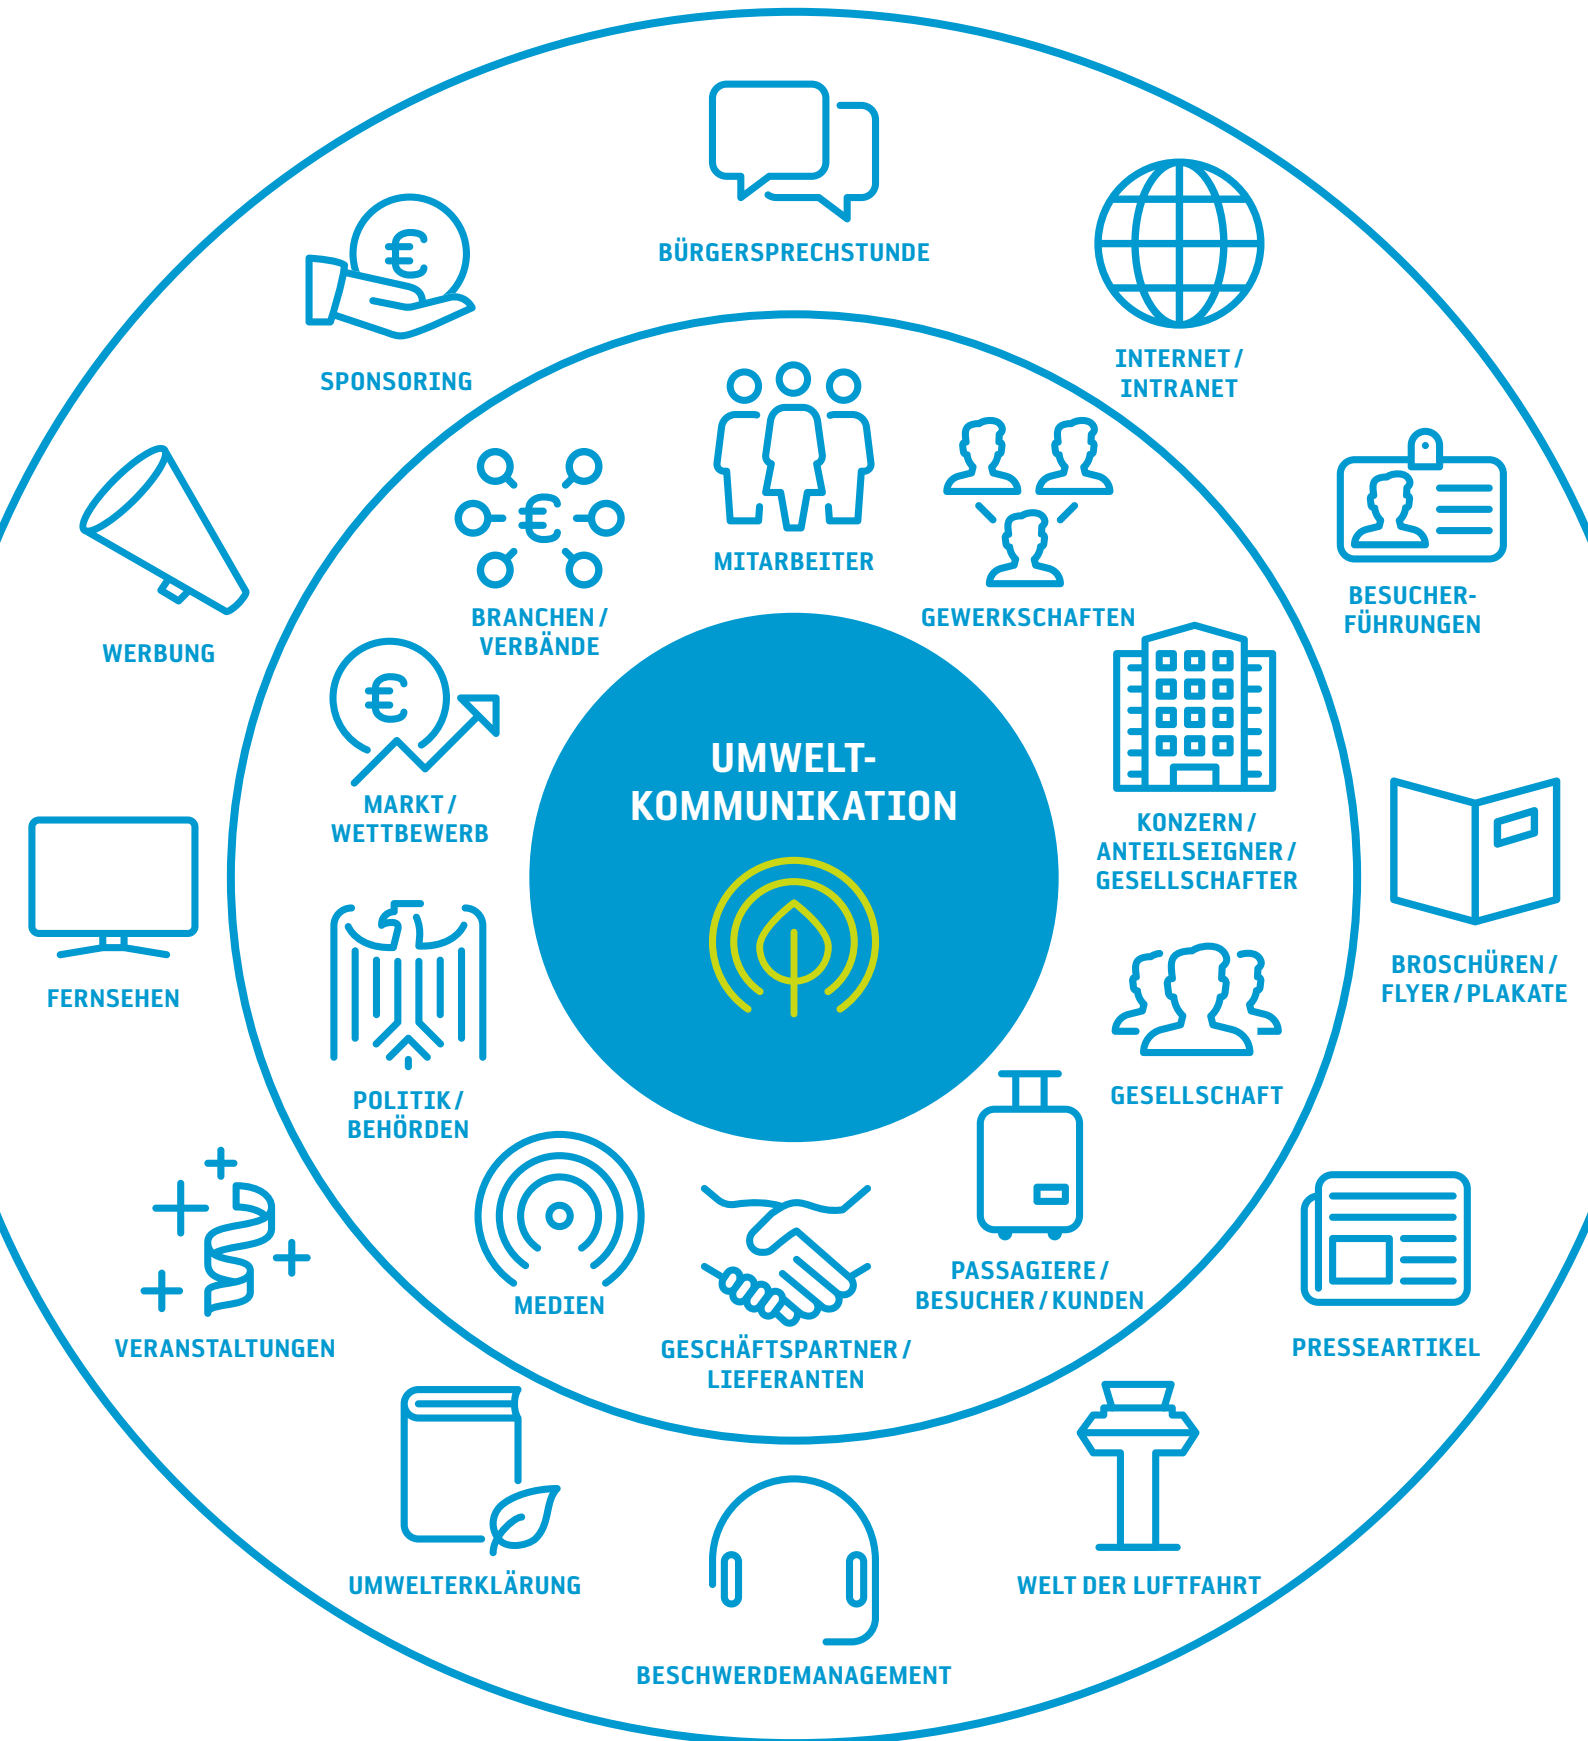 BÜRGERSPRECHSTUNDE
INTERNET /
INTRANET
SPONSORING
BESUCHER-
FÜHRUNGEN
WERBUNG
BROSCHÜREN /
FLYER / PLAKATE
FERNSEHEN
PRESSEARTIKEL
VERANSTALTUNGEN
WELT DER LUFTFAHRT
UMWELTERKLÄRUNG
BESCHWERDEMANAGEMENT
MITARBEITER
GEWERKSCHAFTEN
BRANCHEN /
VERBÄNDE
KONZERN /
ANTEILSEIGNER /
GESELLSCHAFTER
MARKT /
WETTBEWERB
GESELLSCHAFT
POLITIK /
BEHÖRDEN
PASSAGIERE /
BESUCHER / KUNDEN
MEDIEN
GESCHÄFTSPARTNER /
LIEFERANTEN
UMWELT-
KOMMUNIKATION
€
€
€